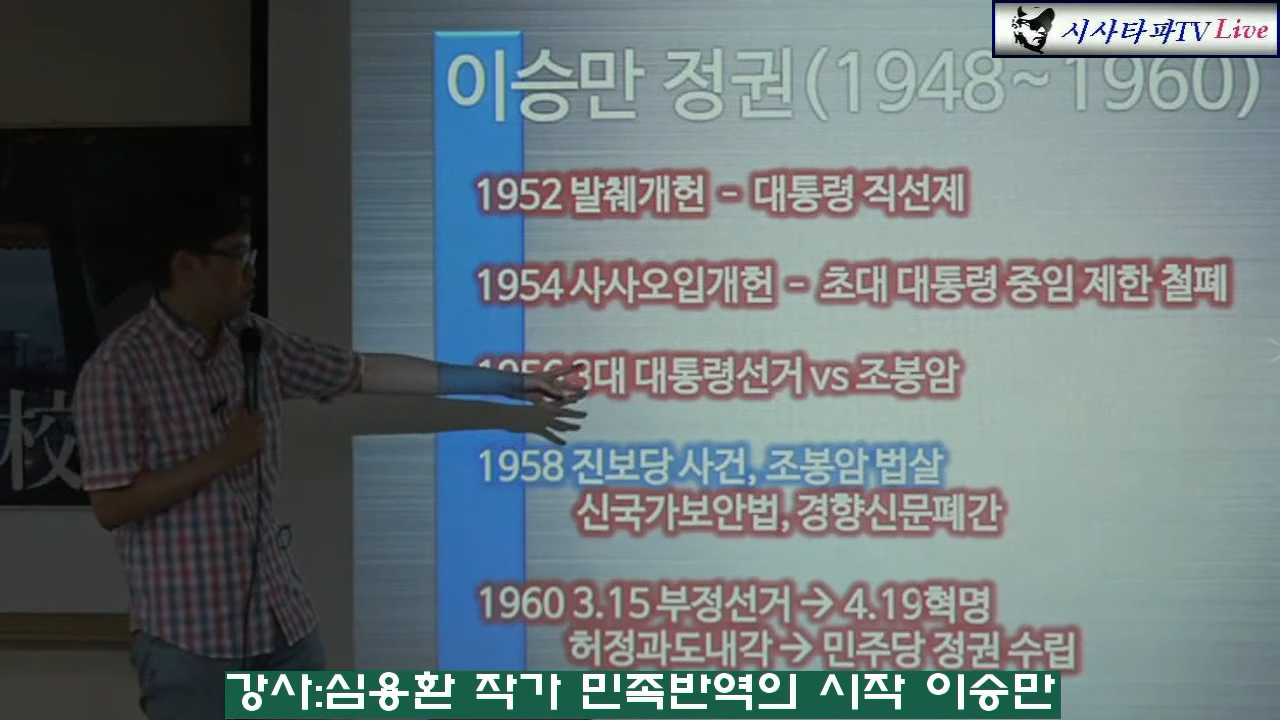 시사타파TV Live
이승만 정권(1948~1960)
1952 발췌개헌 - 대통령 직선제
1954 사사오입개헌 - 초대 대통령 중임 제한 철폐
1956 3대 대통령선거 vs 조봉암
1958 진보당 사건, 조봉암 법살
신국가보안법, 경향신문폐간
1960 3.15 부정선거→4.19혁명
허정과도내각→민주당 정권 수립
校
강사:심용환 작가 민족반역의 시작 이승만